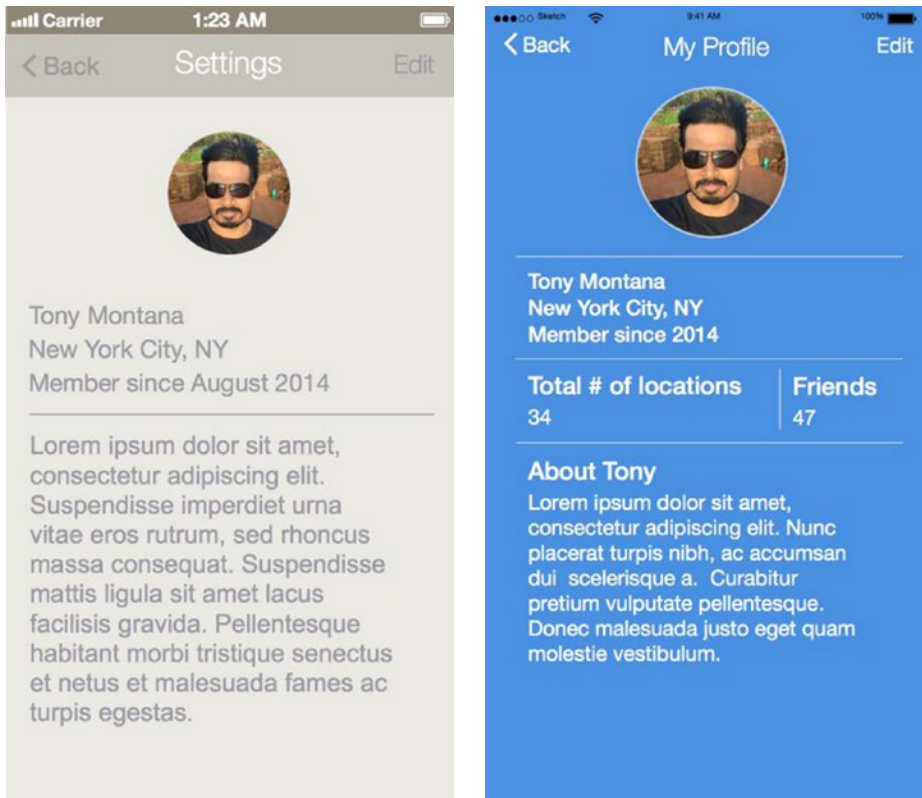 Carrier 1:23 AM
Back Settings Edit
Tony Montana
New York City, NY
Member since August 2014
Lorem ipsum dolor sit amet,
consectetur adipiscing elit.
Suspendisse imperdiet urna
vitae eros rutrum, sed rhoncus
massa consequat. Suspendisse
mattis ligula sit amet lacus
facilisis gravida. Pellentesque
habitant morbi tristique senectus
et netus et malesuada fames ac
turpis egestas.
Sketch 9:41 AM 100%
Back My Profile Edit
Tony Montana
New York City, NY
Member since 2014
Total # of locations Friends
34 47
About Tony
Lorem ipsum dolor sit amet,
consectetur adipiscing elit. Nunc
placerat turpis nibh, ac accumsan
dui scelerisque a. Curabitur
pretium vulputate pellentesque.
Donec malesuada justo eget quam
molestie vestibulum.